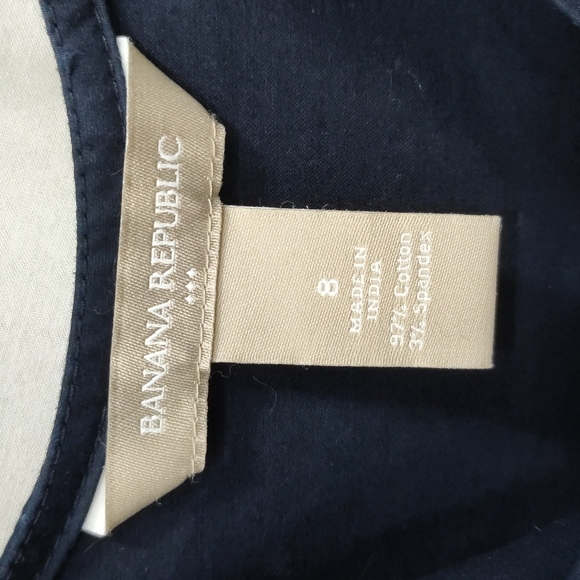 BANANA REPUBLIC
8
MADE IN
INDIA
97% Cotton
3% Spandex